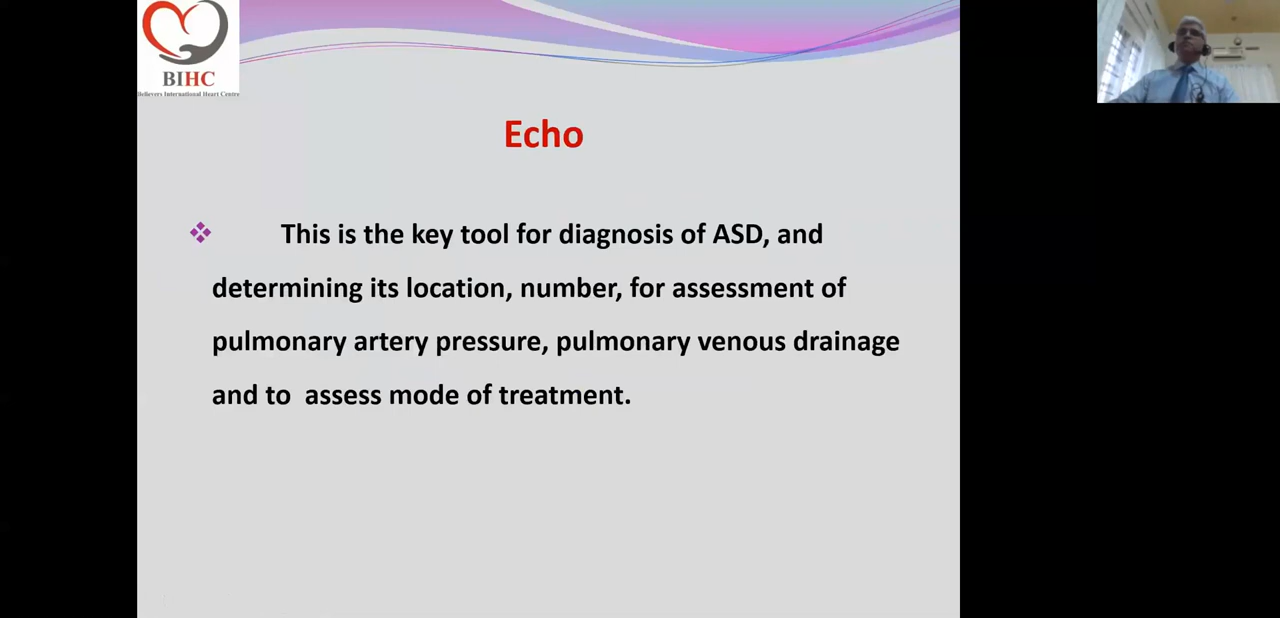 BIHC
Believers International Heart Centre
Echo
This is the key tool for diagnosis of ASD, and
determining its location, number, for assessment of
pulmonary artery pressure, pulmonary venous drainage
and to assess mode of treatment.